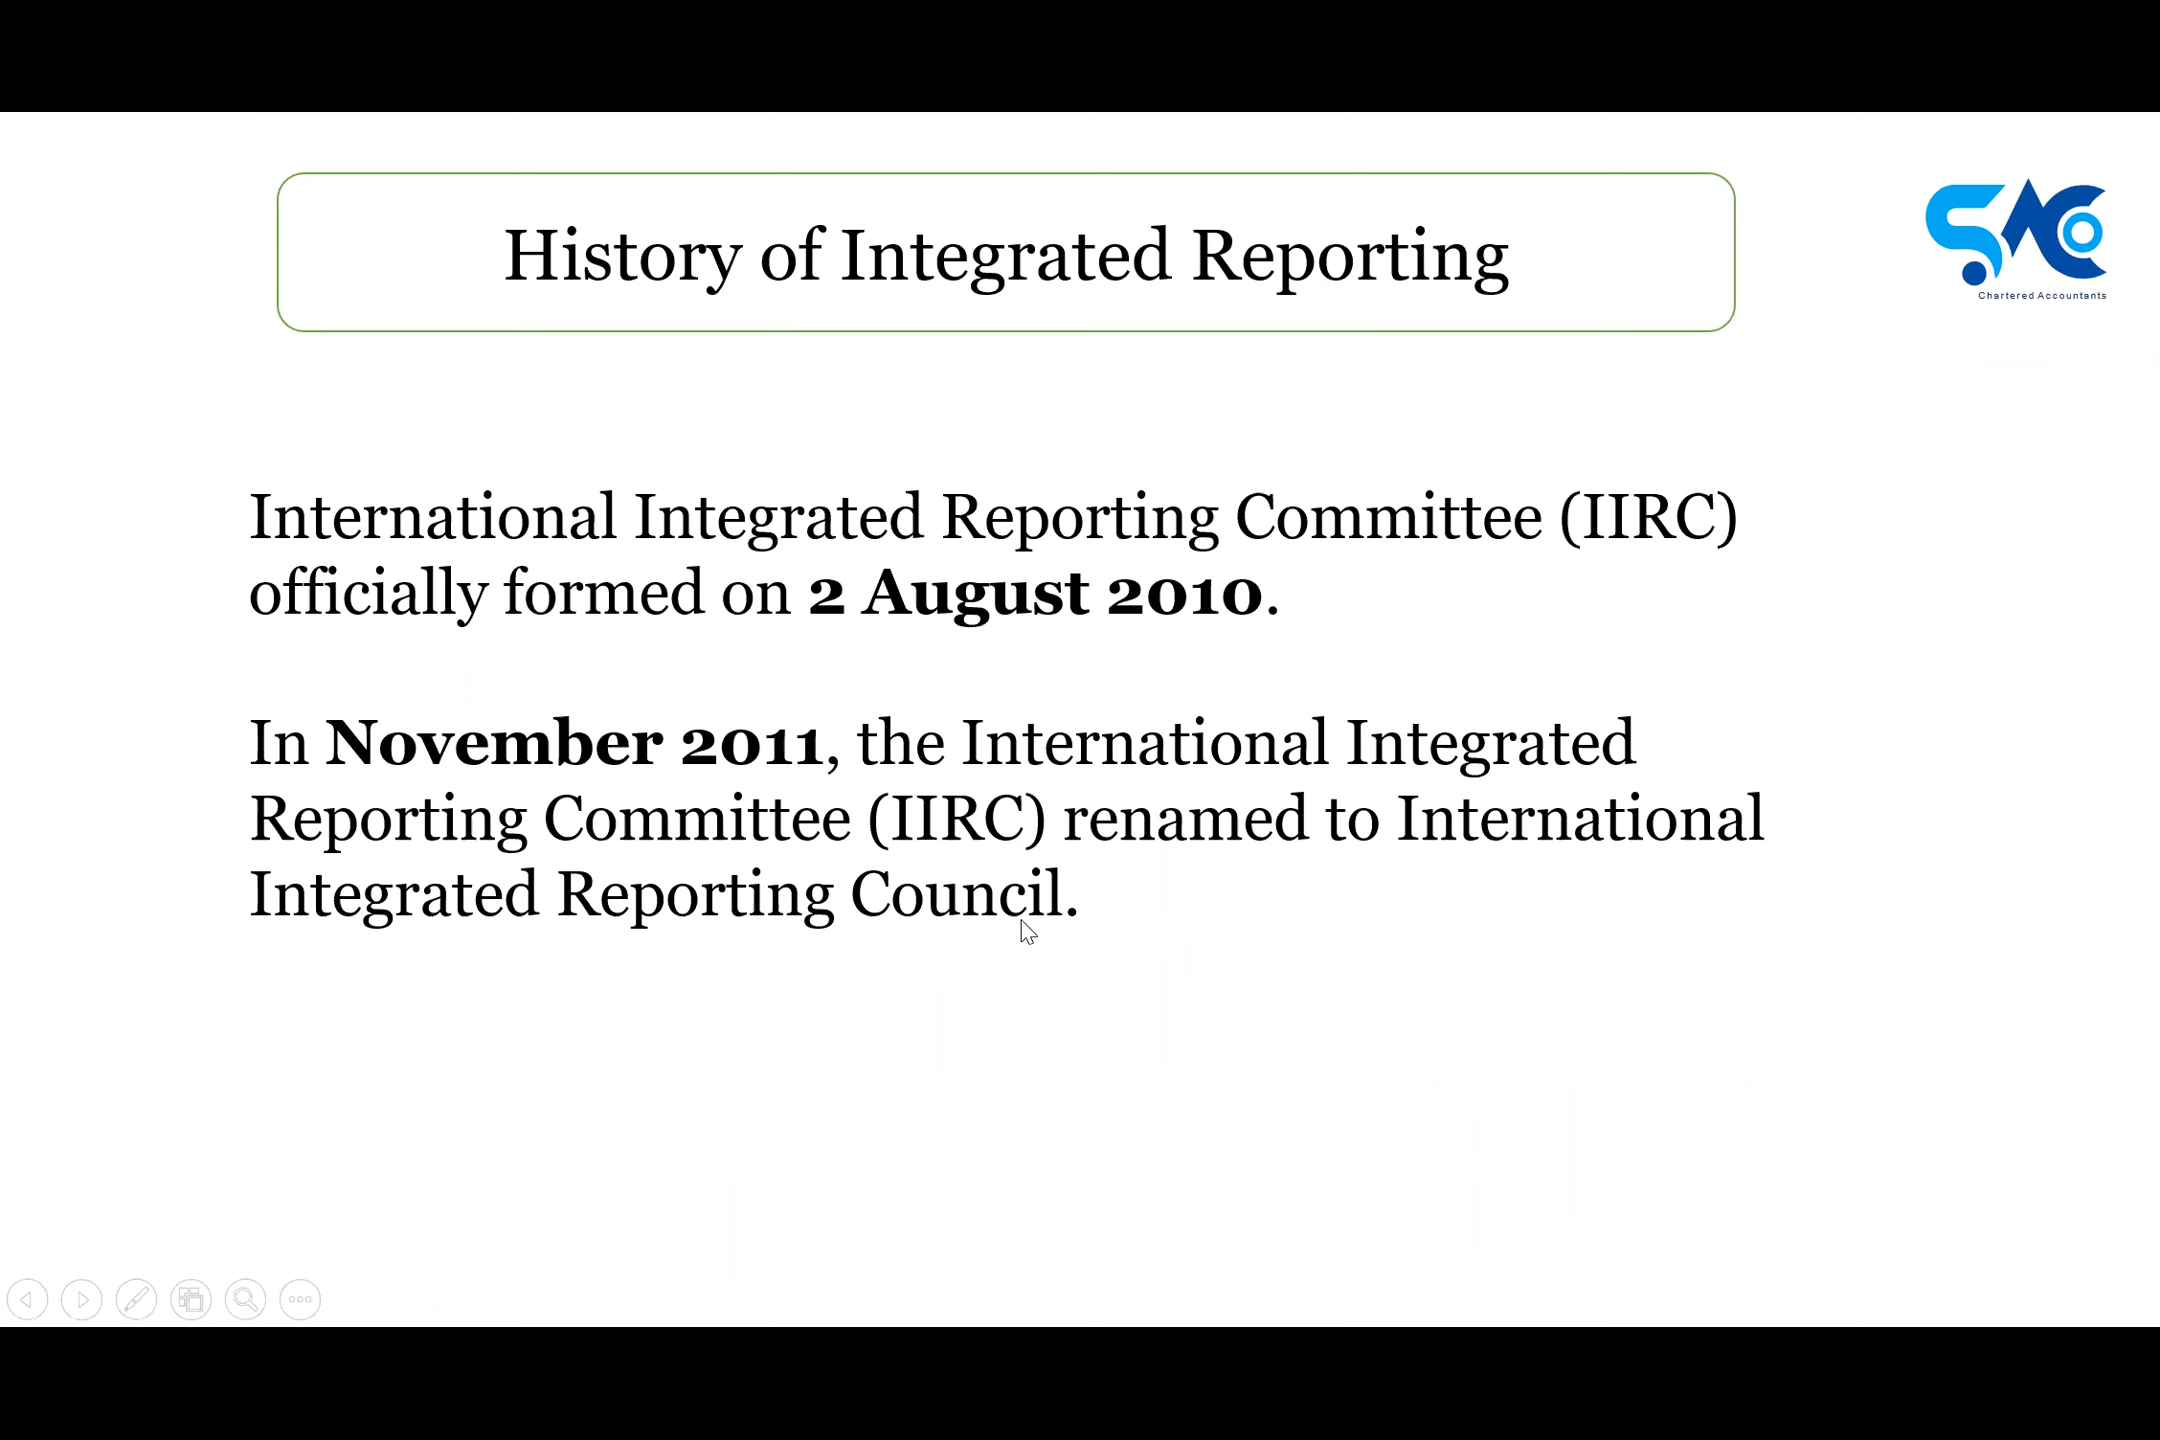 History of Integrated Reporting
SACo
Chartered Accountants
International Integrated Reporting Committee (IIRC)
officially formed on 2 August 2010.
In November 2011, the International Integrated
Reporting Committee (IIRC) renamed to International
Integrated Reporting Council.